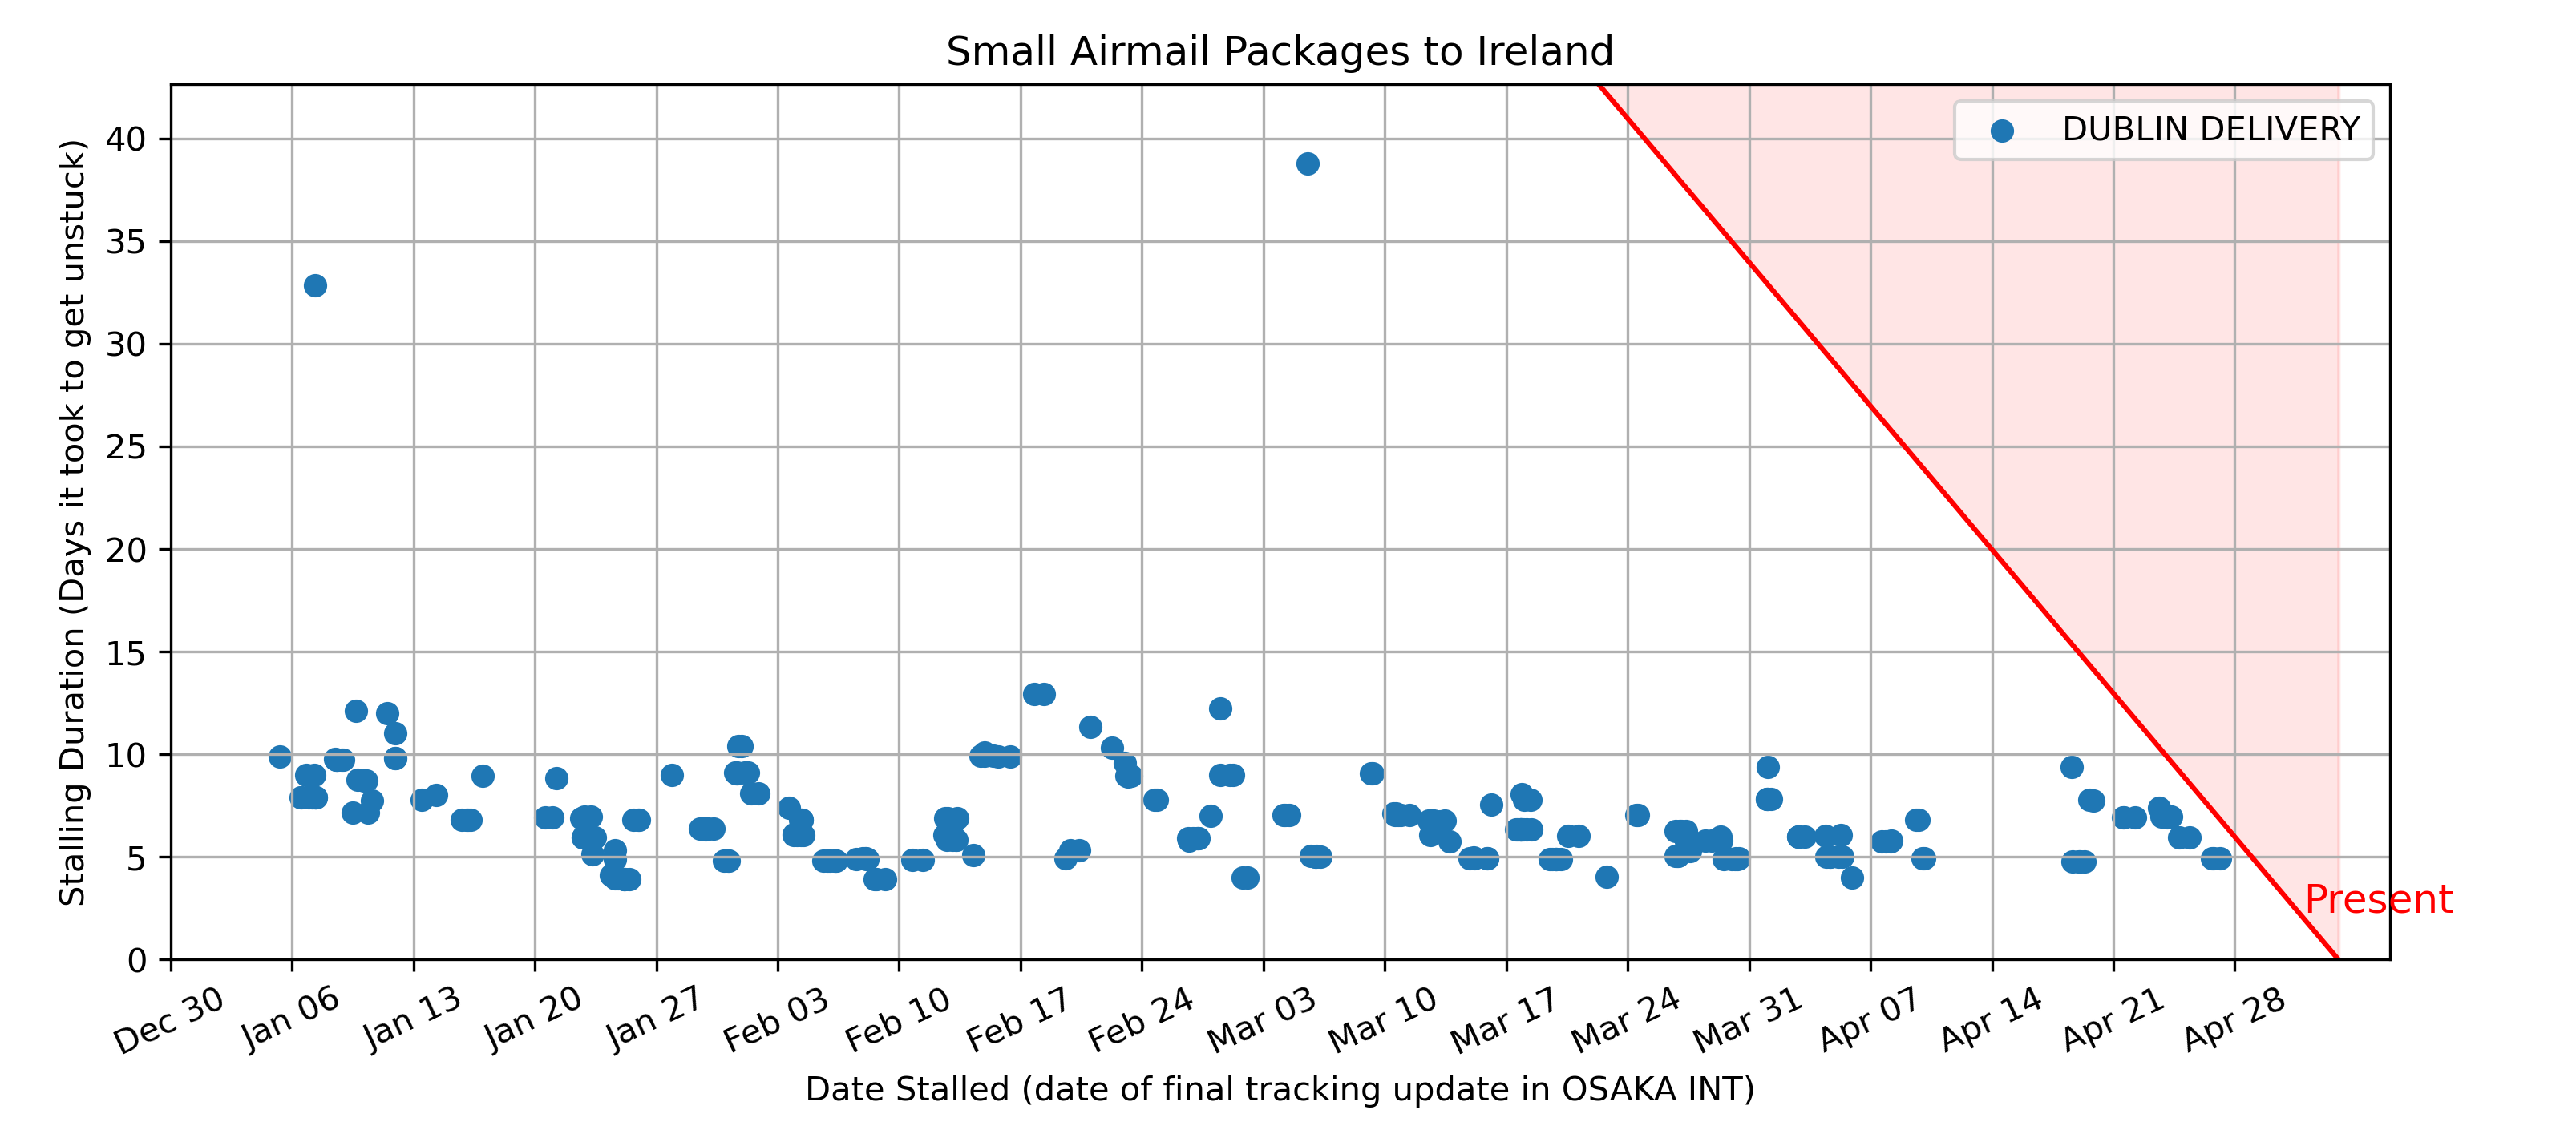 Small Airmail Packages to Ireland
DUBLIN DELIVERY
Stalling Duration (Days it took to get unstuck)
40
35
30
25
20
15
10
5
0
Present
Dec 30
Jan 06
Jan 13
Jan 20
Jan 27
Feb 03
Feb 10
Feb 17
Feb 24
Mar 03
Mar 10
Mar 17
Mar 24
Mar 31
Apr 07
Apr 14
Apr 21
Apr 28
Date Stalled (date of final tracking update in OSAKA INT)